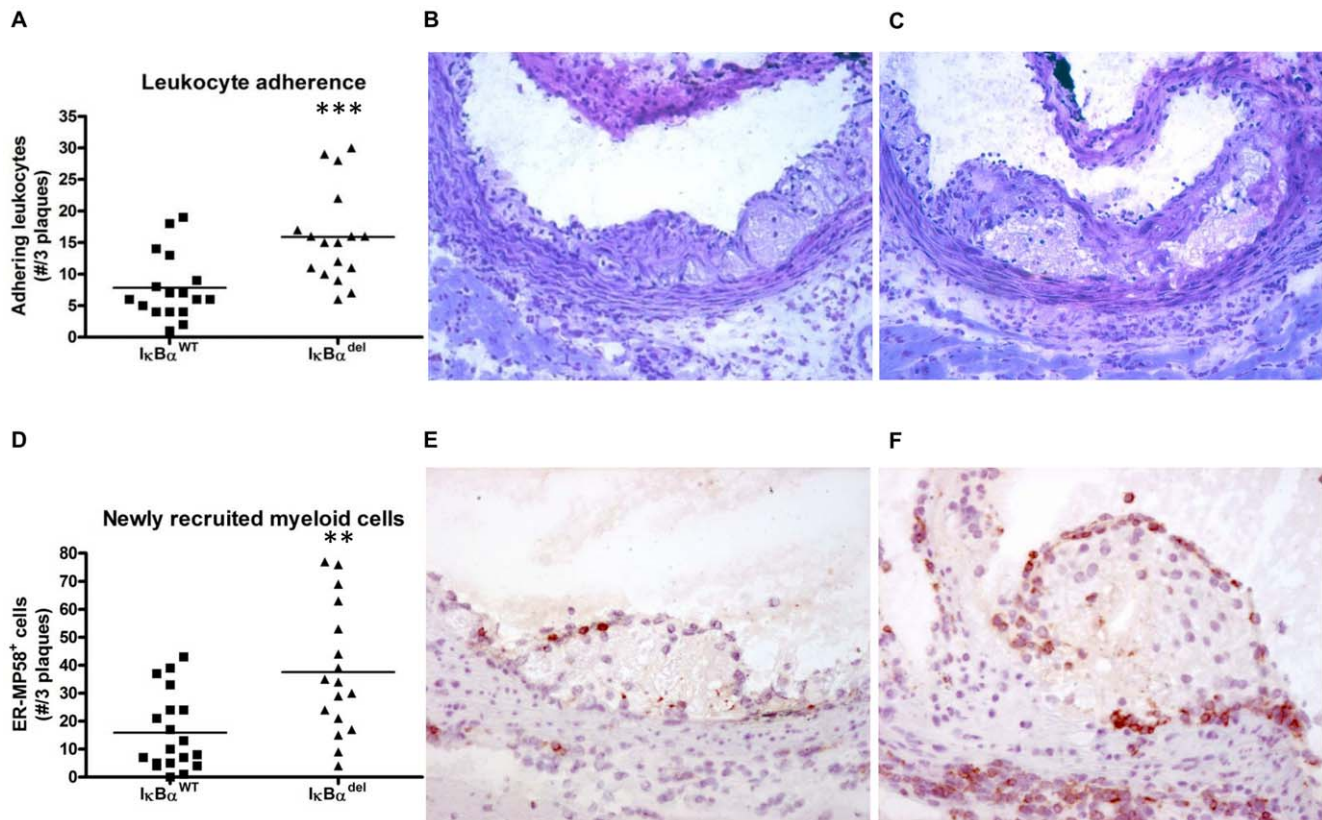 A
B
C
Leukocyte adherence
***
Adhering leukocytes
(#/3 plaques)
35
30
25
20
15
10
5
0
IκBα^WT
IκBα^del
D
E
F
Newly recruited myeloid cells
**
ER-MP58⁺ cells
(#/3 plaques)
80
70
60
50
40
30
20
10
0
IκBα^WT
IκBα^del